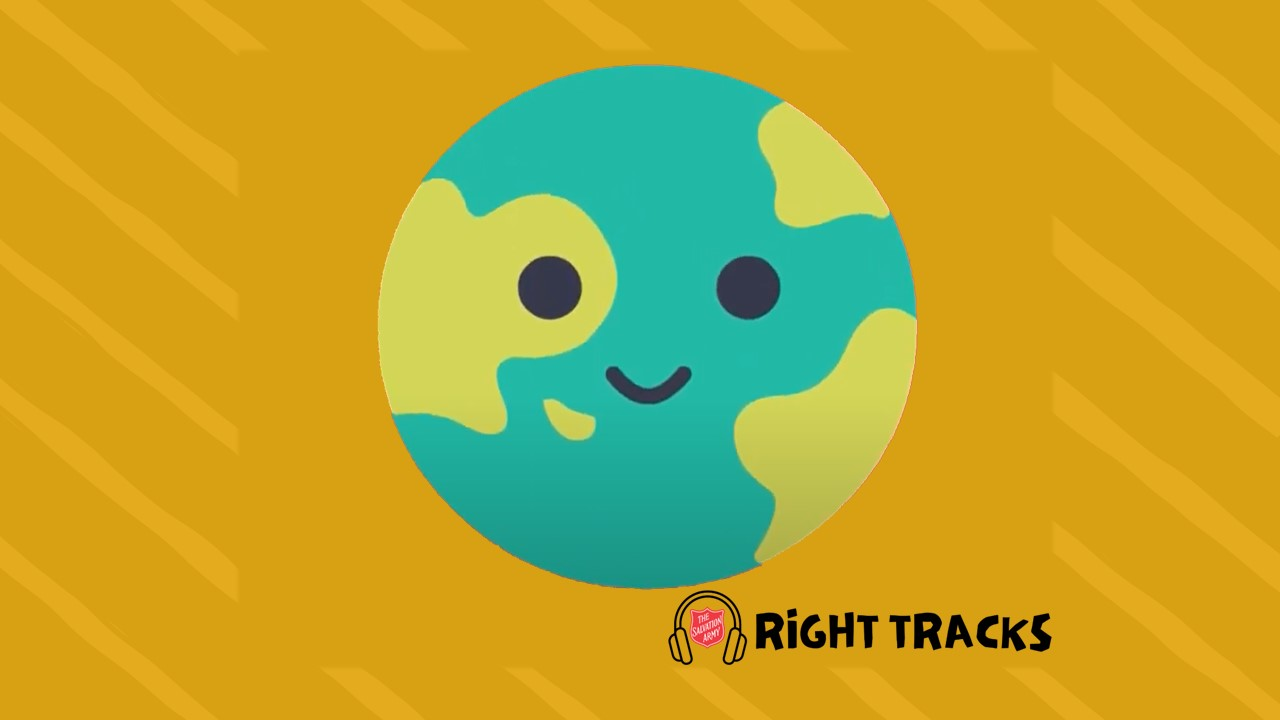 THE
SALVATION
ARMY
RiGHT TRACKS